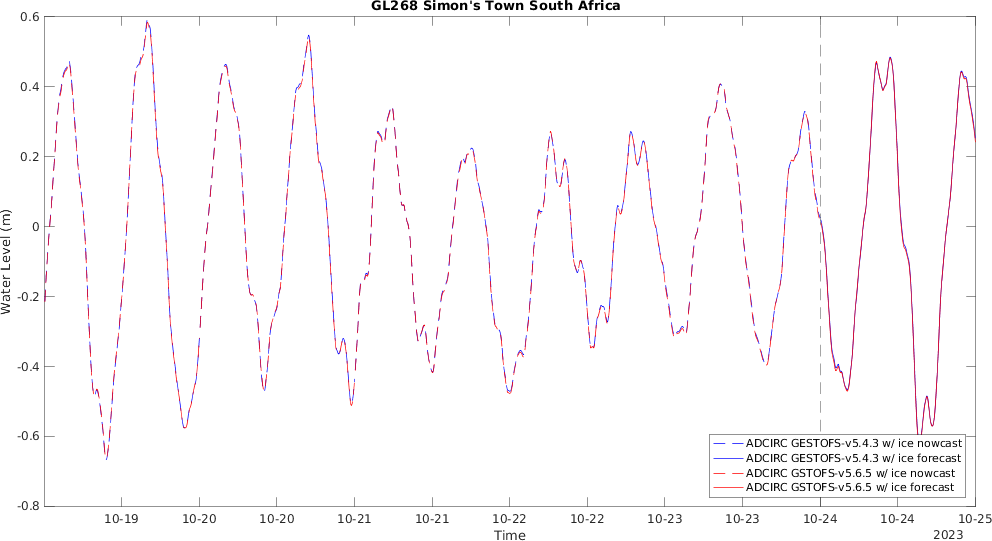 GL268 Simon's Town South Africa
0.6
0.4
0.2
0
-0.2
-0.4
-0.6
-0.8
Water Level (m)
ADCIRC GESTOFS-v5.4.3 w/ ice nowcast
ADCIRC GESTOFS-v5.4.3 w/ ice forecast
ADCIRC GSTOFS-v5.6.5 w/ ice nowcast
ADCIRC GSTOFS-v5.6.5 w/ ice forecast
10-19 10-20 10-20 10-21 10-21 10-22 10-22 10-23 10-23 10-24 10-24 10-25
Time
2023